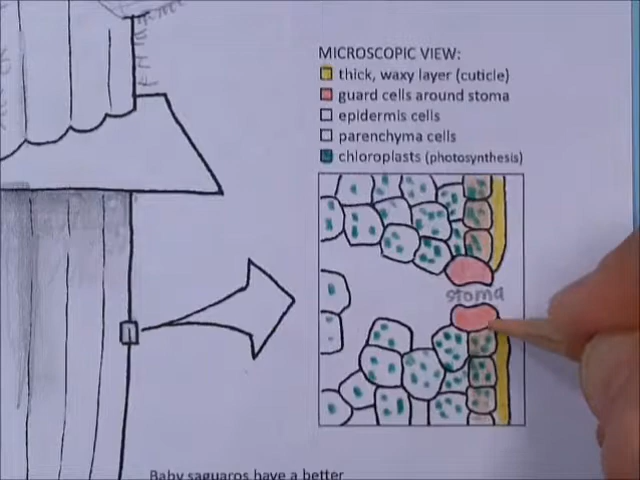 MICROSCOPIC VIEW:
thick, waxy layer (cuticle)
guard cells around stoma
epidermis cells
parenchyma cells
chloroplasts (photosynthesis)
stoma
Baby saguaros have a better